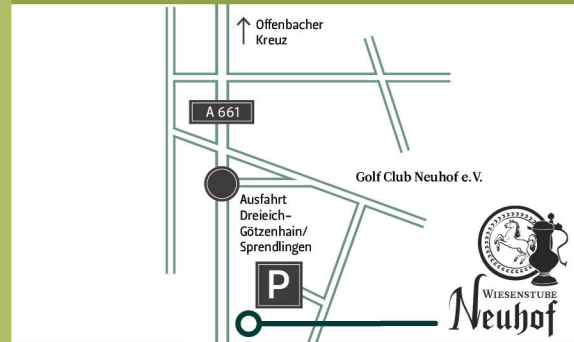 Offenbacher
Kreuz
A 661
Golf Club Neuhof e.V.
Ausfahrt
Dreieich-
Götzenhain/
Sprendlingen
P
WIESENSTUBE
Neuhof